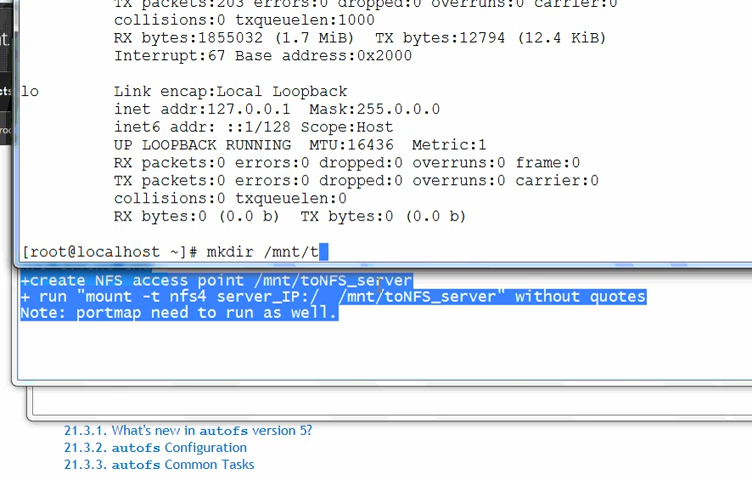 TX packets:203 errors:0 dropped:0 overruns:0 carrier:0
collisions:0 txqueuelen:1000
RX bytes:1855032 (1.7 MiB)  TX bytes:12794 (12.4 KiB)
Interrupt:67 Base address:0x2000
lo Link encap:Local Loopback
inet addr:127.0.0.1  Mask:255.0.0.0
inet6 addr: ::1/128 Scope:Host
UP LOOPBACK RUNNING  MTU:16436  Metric:1
RX packets:0 errors:0 dropped:0 overruns:0 frame:0
TX packets:0 errors:0 dropped:0 overruns:0 carrier:0
collisions:0 txqueuelen:0
RX bytes:0 (0.0 b)  TX bytes:0 (0.0 b)
[root@localhost ~]# mkdir /mnt/t
+create NFS access point /mnt/toNFS_server
+ run "mount -t nfs4 server_IP:/  /mnt/toNFS_server" without quotes
Note: portmap need to run as well.
21.3.1. What's new in autofs version 5?
21.3.2. autofs Configuration
21.3.3. autofs Common Tasks